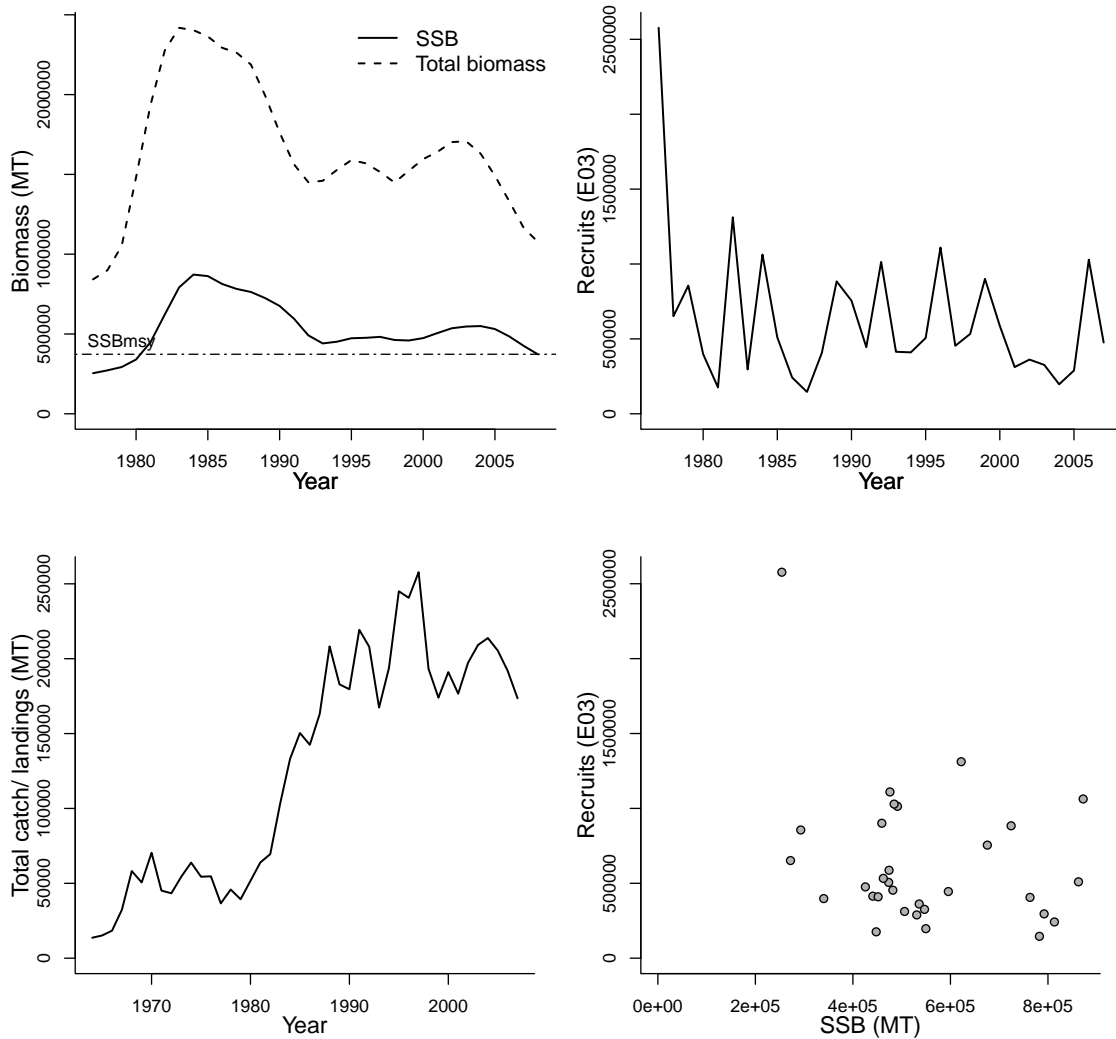 SSB
Total biomass
SSBmsy
Biomass (MT)
0
500000
1000000
2000000
1980
1985
1990
1995
2000
2005
Year
Recruits (E03)
0
500000
1500000
2500000
1980
1985
1990
1995
2000
2005
Year
Total catch/ landings (MT)
0
50000
100000
150000
200000
250000
1970
1980
1990
2000
Year
Recruits (E03)
0
500000
1500000
2500000
0e+00
2e+05
4e+05
6e+05
8e+05
SSB (MT)